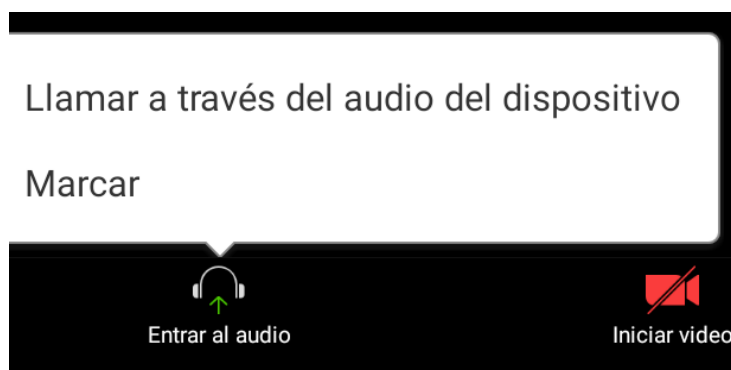 Llamar a través del audio del dispositivo
Marcar
Entrar al audio
Iniciar video